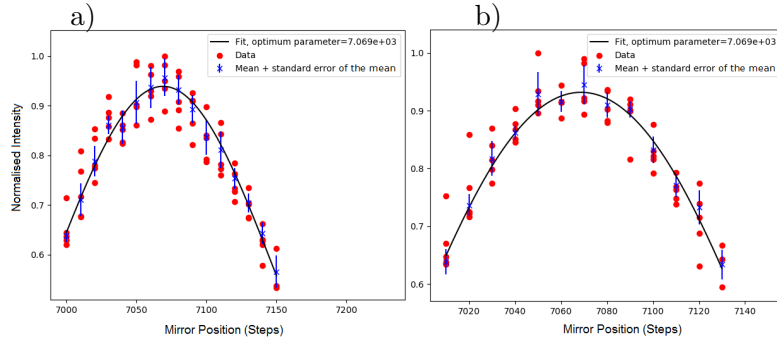 a)
Fit, optimum parameter=7.069e+03
Data
Mean + standard error of the mean
Normalised Intensity
1.0
0.9
0.8
0.7
0.6
7000
7050
7100
7150
7200
Mirror Position (Steps)
b)
Fit, optimum parameter=7.069e+03
Data
Mean + standard error of the mean
1.0
0.9
0.8
0.7
0.6
7020
7040
7060
7080
7100
7120
7140
Mirror Position (Steps)